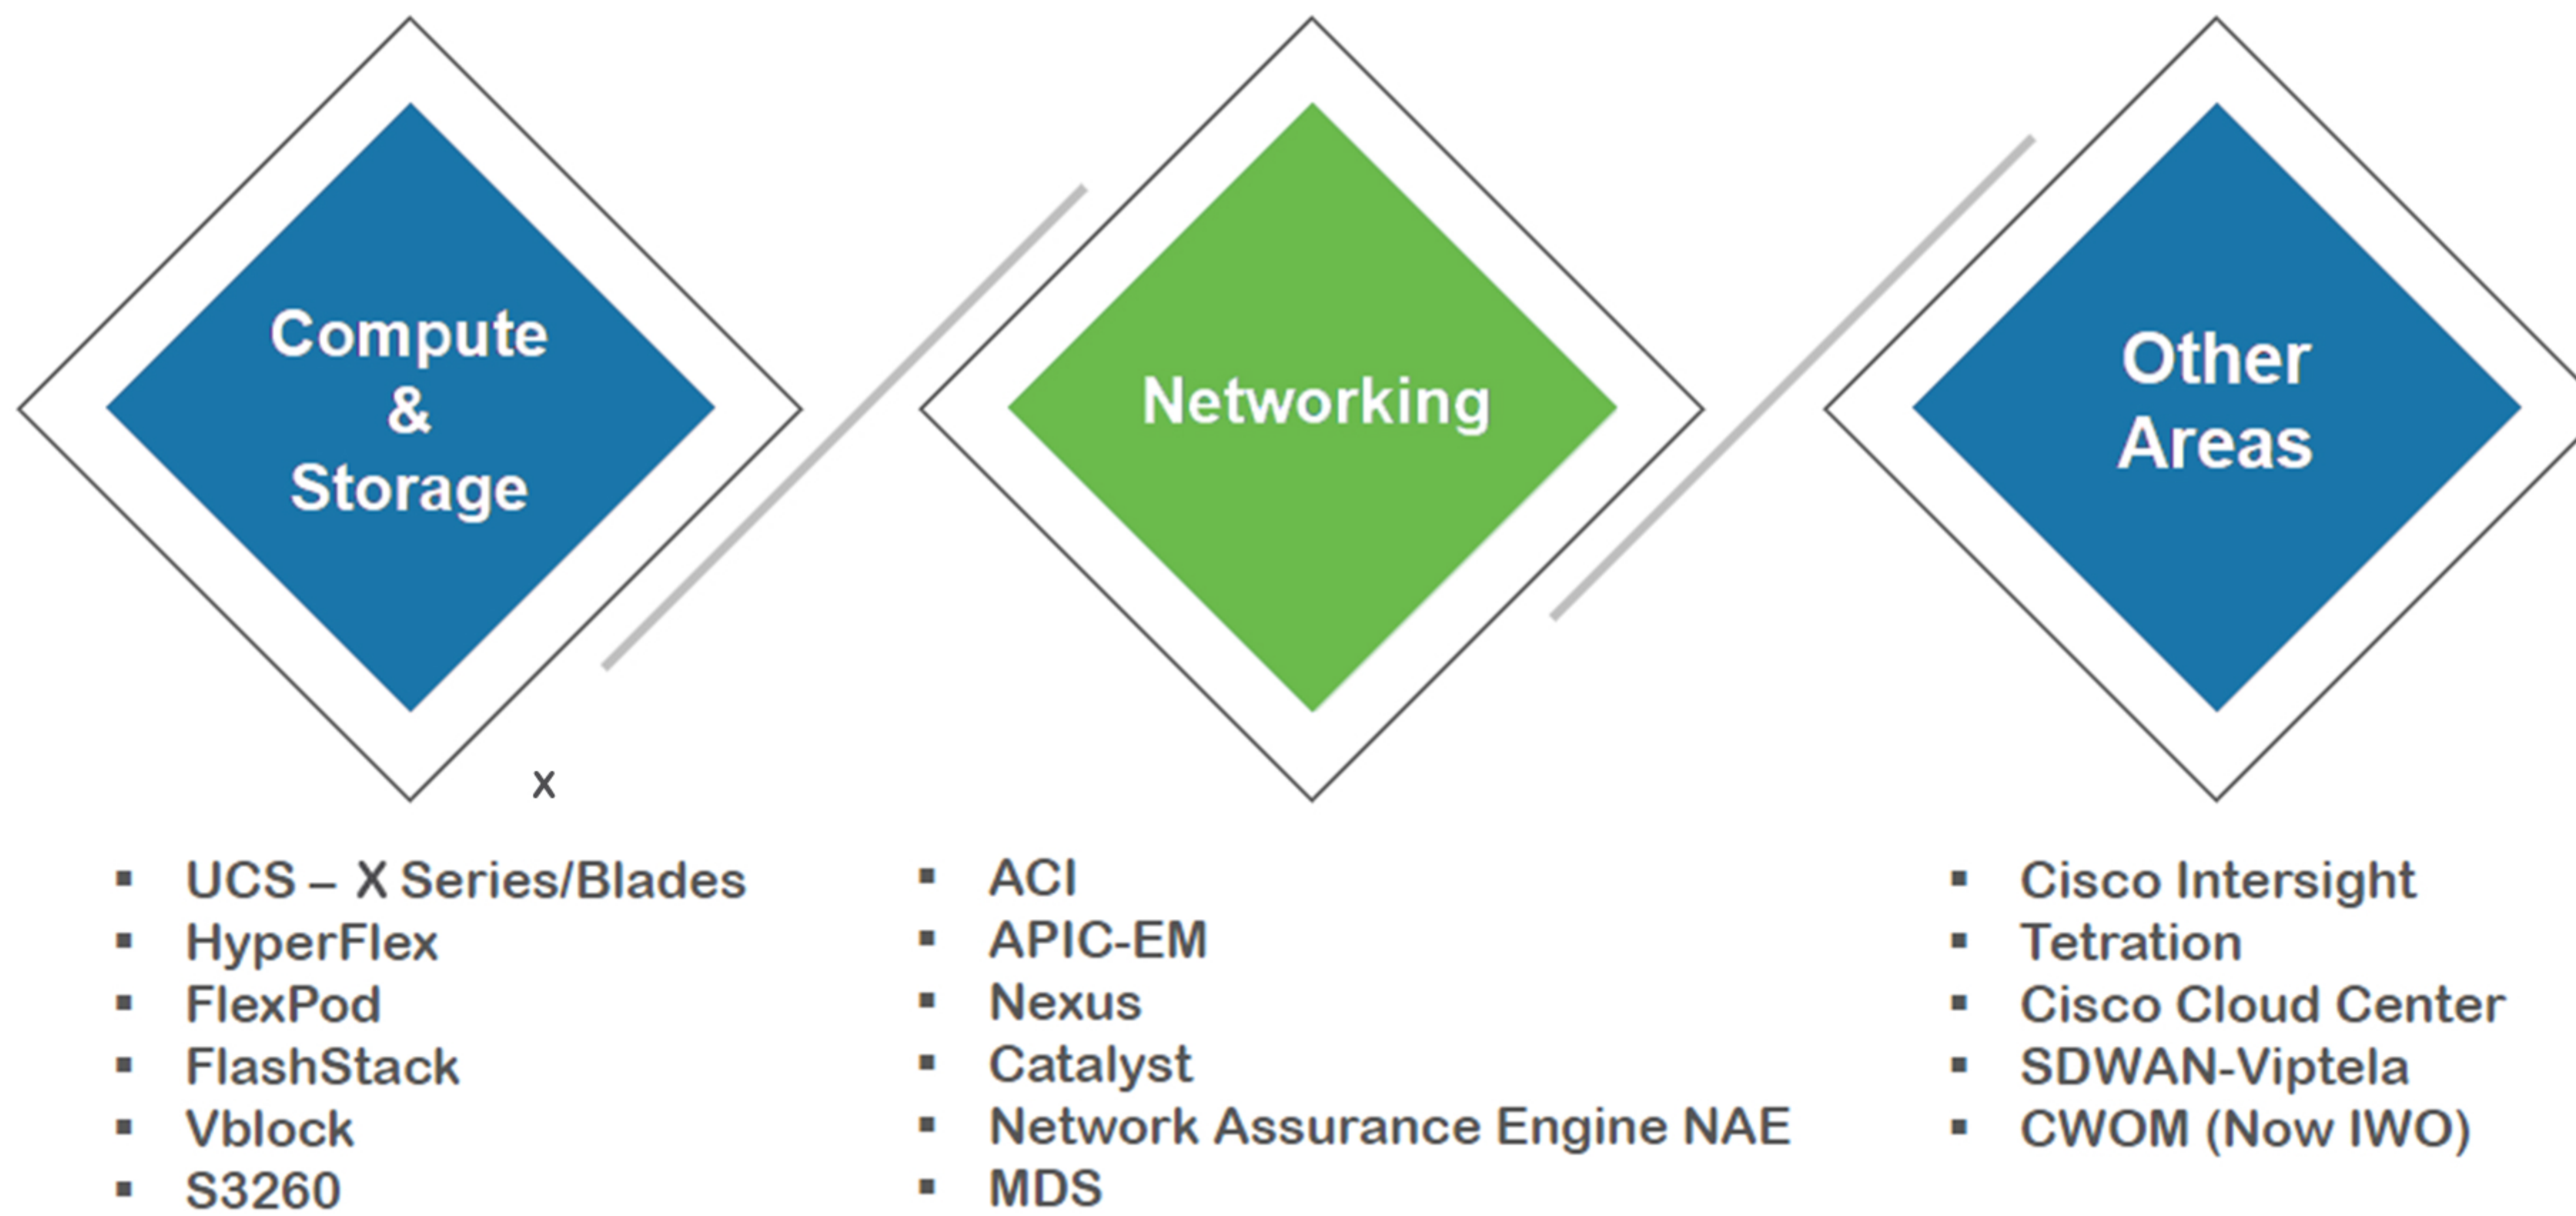 Compute
&
Storage
Networking
Other
Areas
X
▪ UCS – X Series/Blades
▪ HyperFlex
▪ FlexPod
▪ FlashStack
▪ Vblock
▪ S3260
▪ ACI
▪ APIC-EM
▪ Nexus
▪ Catalyst
▪ Network Assurance Engine NAE
▪ MDS
▪ Cisco Intersight
▪ Tetration
▪ Cisco Cloud Center
▪ SDWAN-Viptela
▪ CWOM (Now IWO)